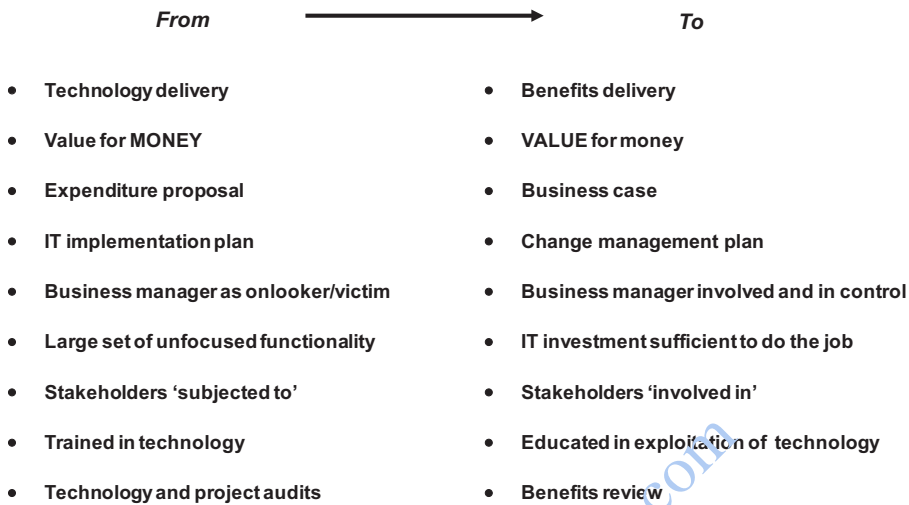 From To
• Technology delivery • Benefits delivery
• Value for MONEY • VALUE for money
• Expenditure proposal • Business case
• IT implementation plan • Change management plan
• Business manager as onlooker/victim • Business manager involved and in control
• Large set of unfocused functionality • IT investment sufficient to do the job
• Stakeholders ‘subjected to’ • Stakeholders ‘involved in’
• Trained in technology • Educated in exploitation of technology
• Technology and project audits • Benefits review
.com